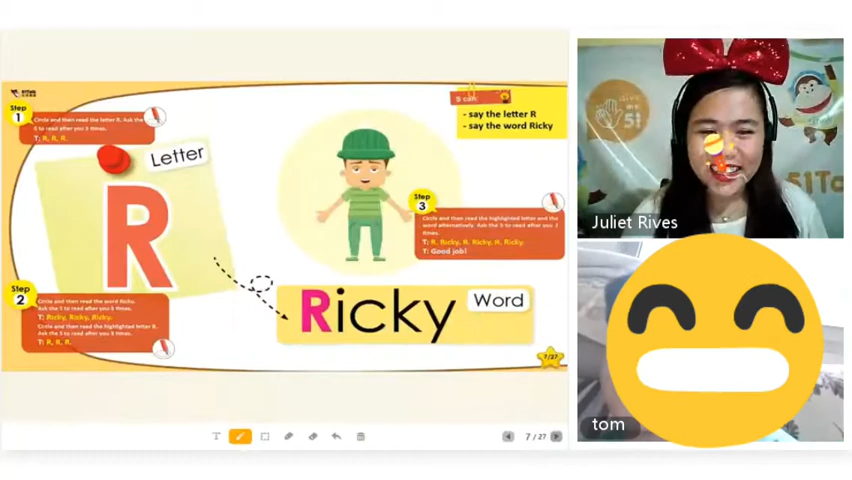 Step
1
Circle and then read the letter R. Ask the
S to read after you 3 times.
T: R, R, R.
Letter
R
S can:
- say the letter R
- say the word Ricky
Step
3
Circle and then read the highlighted letter and the
word alternatively. Ask the S to read after you 3
times.
T: R, Ricky, R, Ricky, R, Ricky.
T: Good job!
Step
2
Circle and then read the word Ricky.
Ask the S to read after you 3 times.
T: Ricky, Ricky, Ricky.
Circle and then read the highlighted letter R.
Ask the S to read after you 3 times.
T: R, R, R.
Ricky
Word
7/27
T
7 / 27
51Ta
Juliet Rives
tom